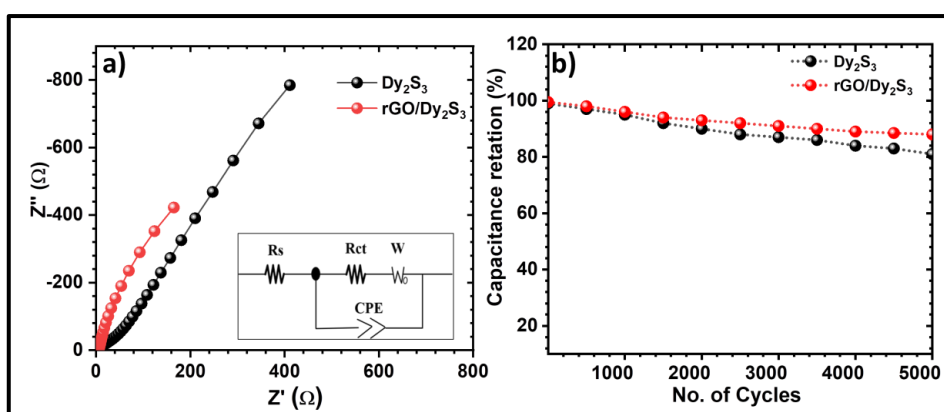 a)
Dy₂S₃
rGO/Dy₂S₃
-800
-600
-400
-200
0
Z'' (Ω)
0 200 400 600 800
Z' (Ω)
Rs Rct W
0
CPE
b)
Dy₂S₃
rGO/Dy₂S₃
120
100
80
60
40
20
Capacitance retation (%)
1000 2000 3000 4000 5000
No. of Cycles